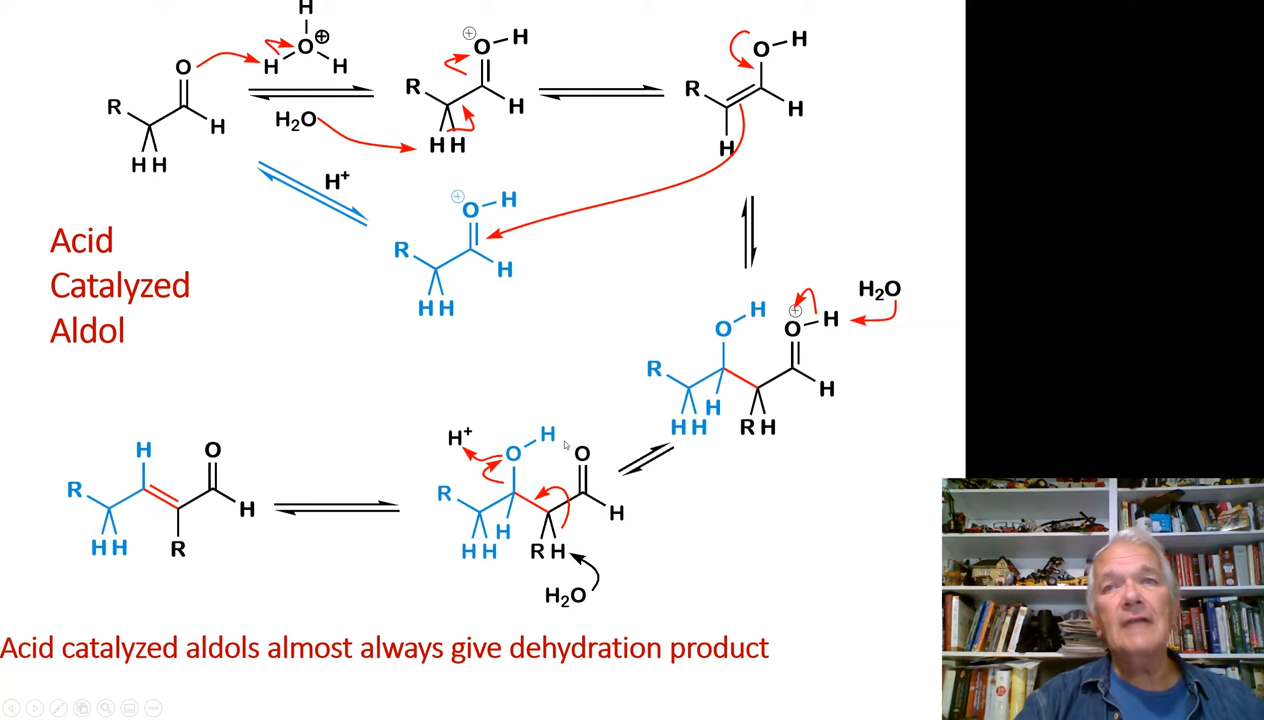 H
O ⊕
H H
O
R
H
H H
H₂O
⊕
O H
R
H
H H
O H
R
H
H
H⁺
⊕
O H
R
H
H H
Acid
Catalyzed
Aldol
H₂O
⊕
O H
O H
R
H
H
H H
R H
H⁺
O H
O
R
H
H
H H
R H
H₂O
H
O
R
H
H H
R
Acid catalyzed aldols almost always give dehydration product